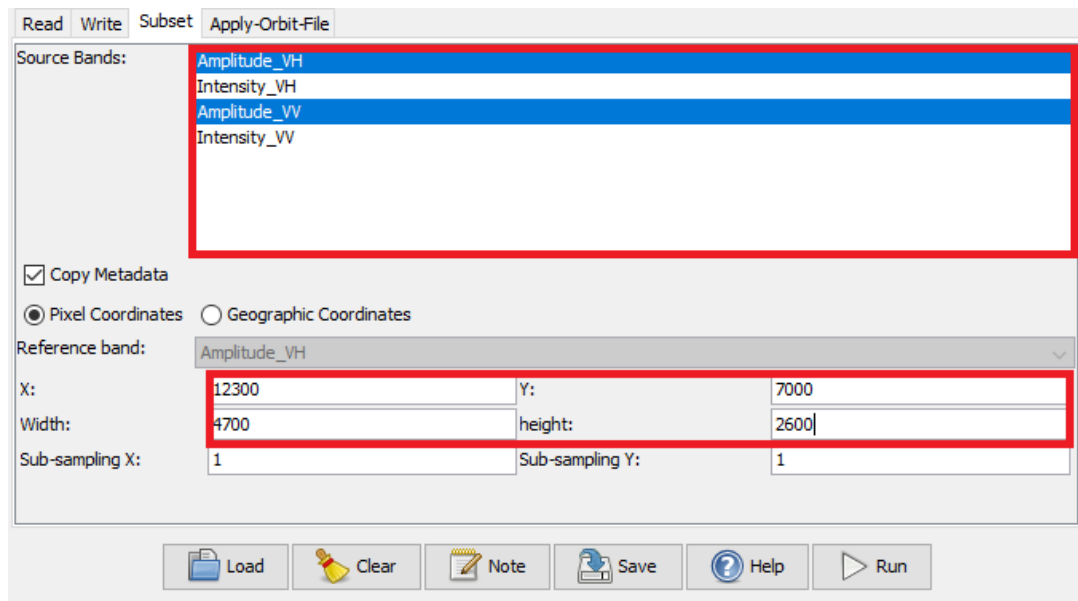 Read Write Subset Apply-Orbit-File
Source Bands:
Amplitude_VH
Intensity_VH
Amplitude_VV
Intensity_VV
Copy Metadata
Pixel Coordinates Geographic Coordinates
Reference band: Amplitude_VH
X: 12300 Y: 7000
Width: 4700 height: 2600
Sub-sampling X: 1 Sub-sampling Y: 1
Load Clear Note Save Help Run